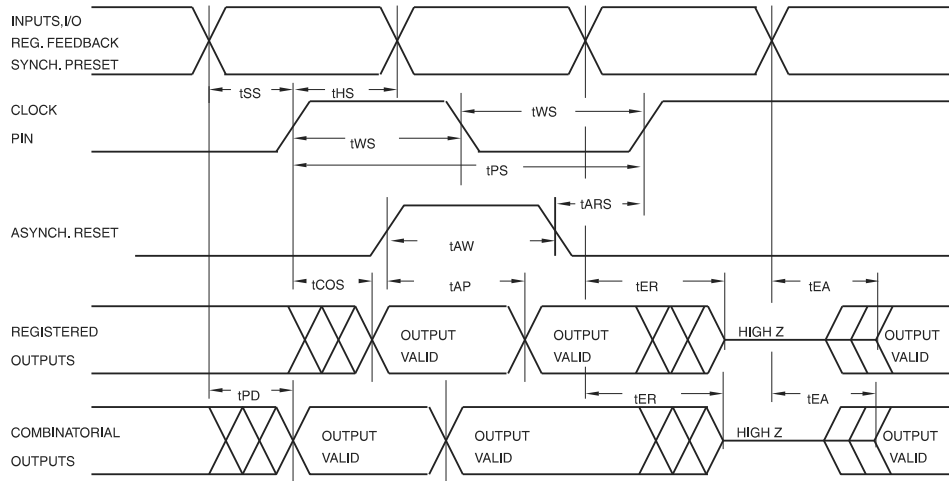 INPUTS,I/O
REG. FEEDBACK
SYNCH. PRESET
tSS
tHS
CLOCK
PIN
tWS
tWS
tPS
tARS
ASYNCH. RESET
tAW
tCOS
tAP
tER
tEA
REGISTERED
OUTPUTS
OUTPUT
VALID
OUTPUT
VALID
HIGH Z
OUTPUT
VALID
tPD
tER
tEA
COMBINATORIAL
OUTPUTS
OUTPUT
VALID
OUTPUT
VALID
HIGH Z
OUTPUT
VALID